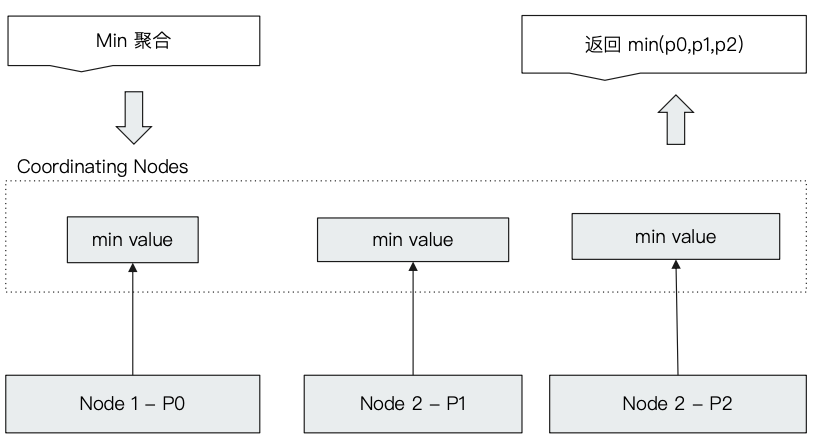 Min 聚合
返回 min(p0,p1,p2)
Coordinating Nodes
min value
min value
min value
Node 1 – P0
Node 2 – P1
Node 2 – P2